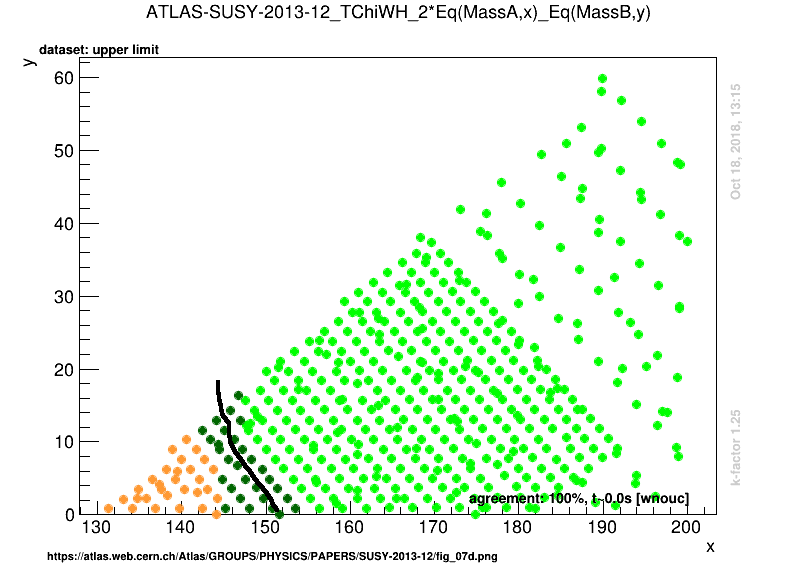 ATLAS-SUSY-2013-12_TChiWH_2*Eq(MassA,x)_Eq(MassB,y)
dataset: upper limit
y
60
50
40
30
20
10
0
130 140 150 160 170 180 190 200
x
agreement: 100%, t~0.0s [wnouc]
Oct 18, 2018, 13:15
k-factor 1.25
https://atlas.web.cern.ch/Atlas/GROUPS/PHYSICS/PAPERS/SUSY-2013-12/fig_07d.png